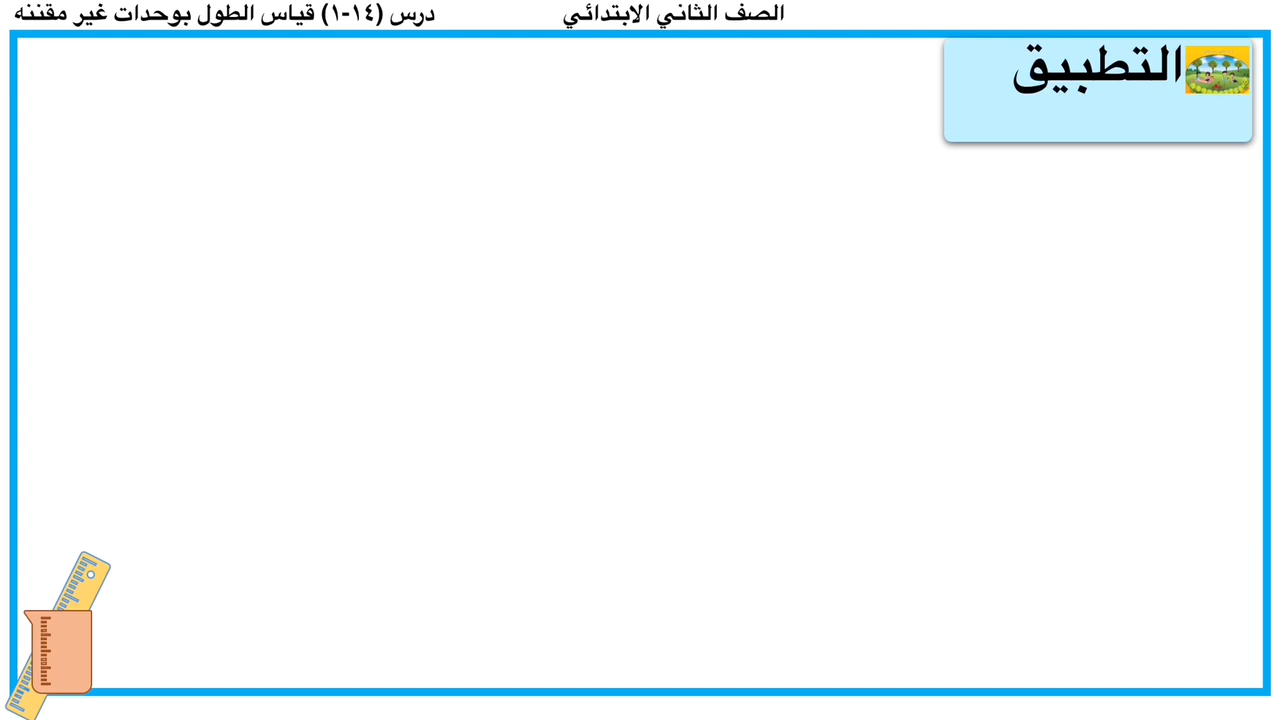 الصف الثاني الابتدائي
درس (١٤-١) قياس الطول بوحدات غير مقننه
التطبيق